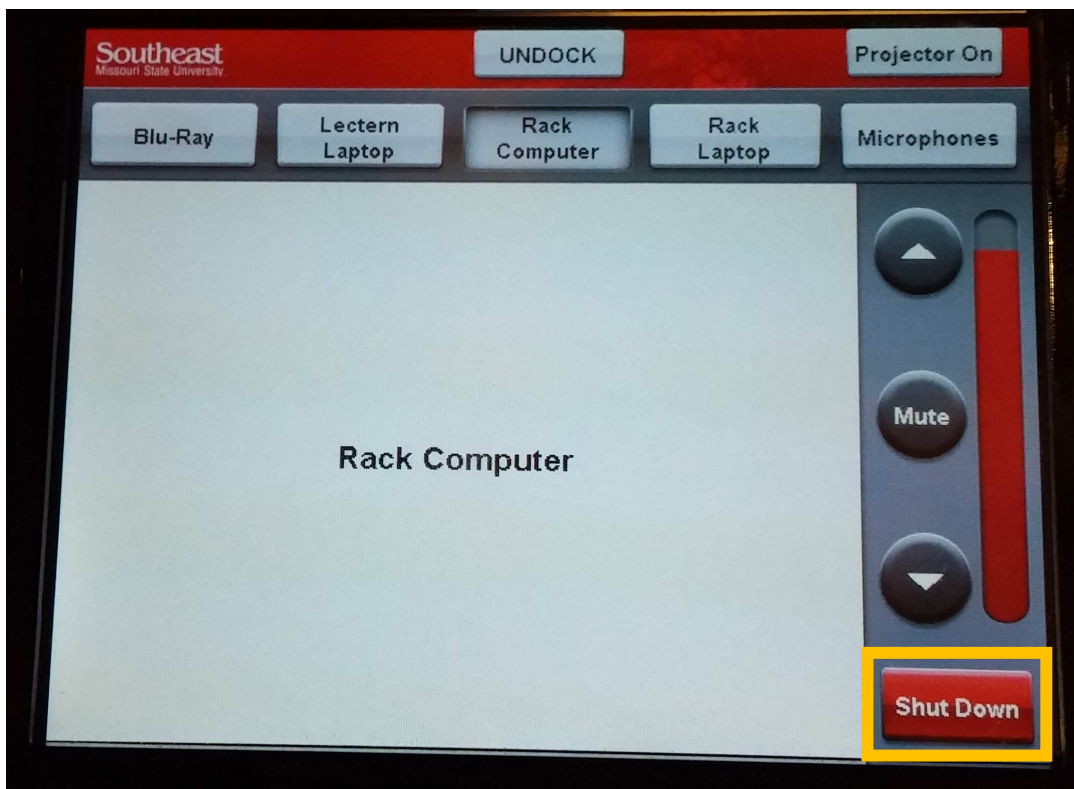 Southeast
Missouri State University
UNDOCK
Projector On
Blu-Ray
Lectern
Laptop
Rack
Computer
Rack
Laptop
Microphones
Mute
Rack Computer
Shut Down